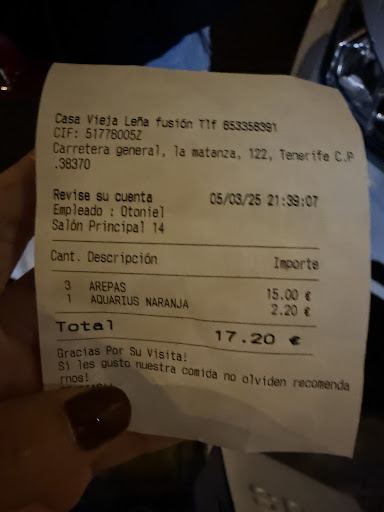 Casa Vieja Leña fusión Tlf 653358391
CIF: 51778005Z
Carretera general, la matanza, 122, Tenerife C.P
.38370
Revise su cuenta 05/03/25 21:39:07
Empleado : Otoniel
Salón Principal 14
Cant. Descripción Importe
3 AREPAS 15.00 €
1 AQUARIUS NARANJA 2.20 €
Total 17.20 €
Gracias Por Su Visita!
Si les gusto nuestra comida no olviden recomenda
rnos!